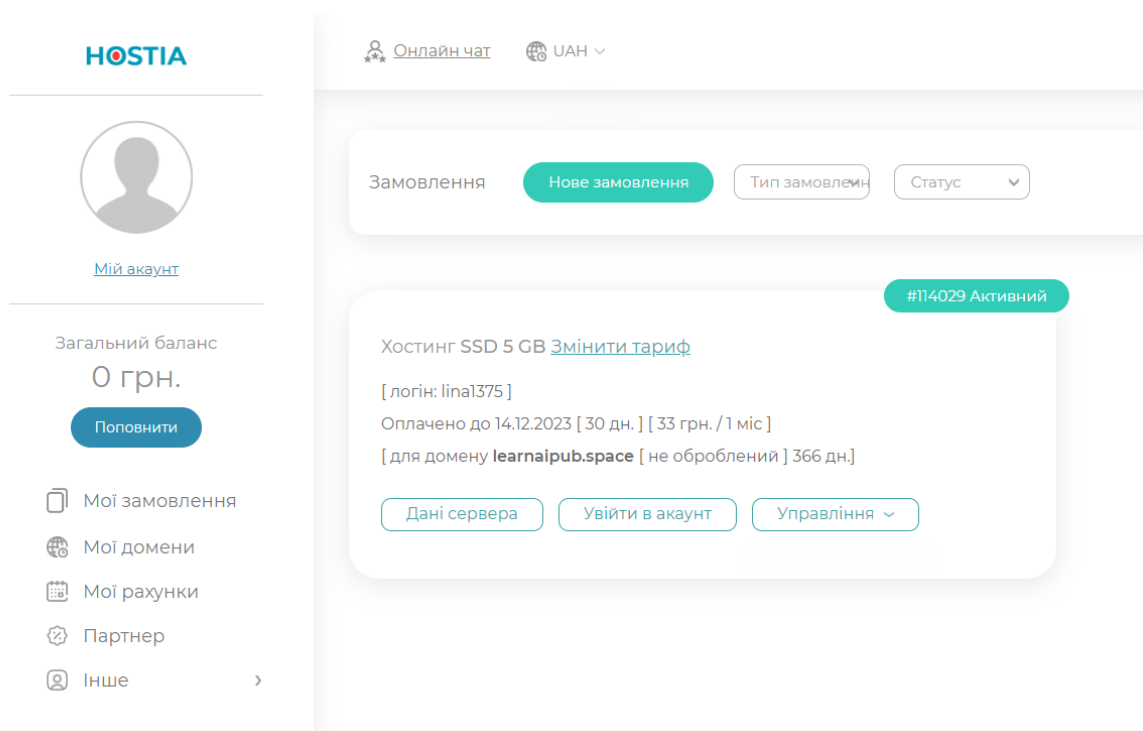 HOSTIA
Онлайн чат
UAH
Мій акаунт
Загальний баланс
0 грн.
Поповнити
Мої замовлення
Мої домени
Мої рахунки
Партнер
Інше
Замовлення
Нове замовлення
Тип замовлен
Статус
#114029 Активний
Хостинг SSD 5 GB Змінити тариф
[ логін: lina1375 ]
Оплачено до 14.12.2023 [ 30 дн. ] [ 33 грн. / 1 міс ]
[ для домену learnaipub.space [ не оброблений ] 366 дн.]
Дані сервера
Увійти в акаунт
Управління